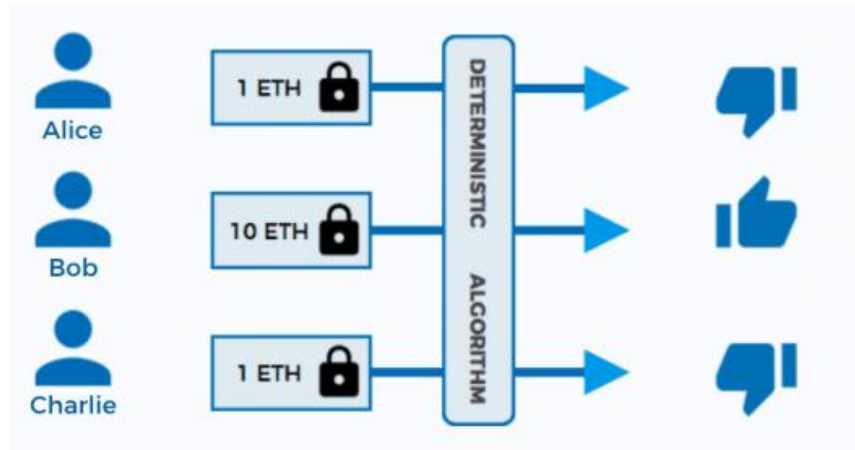 1 ETH
Alice
10 ETH
Bob
1 ETH
Charlie
DETERMINISTIC ALGORITHM